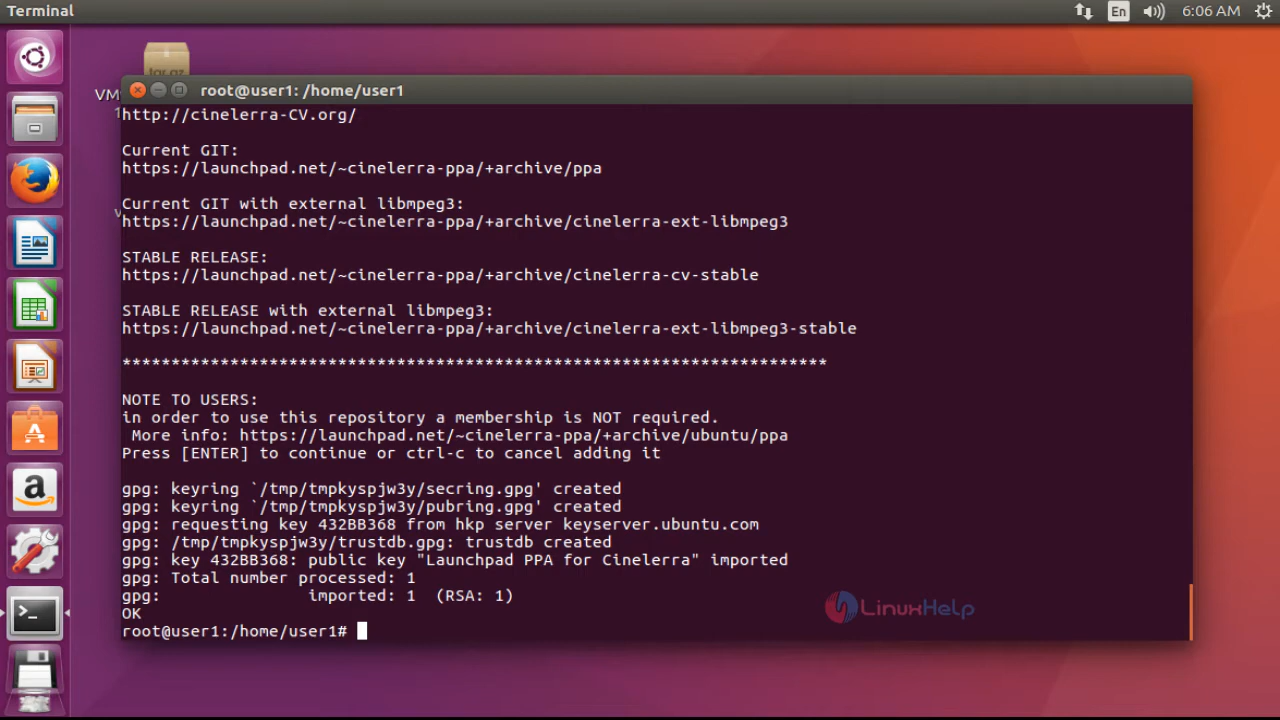 Terminal
En
6:06 AM
tar.gz
root@user1: /home/user1
http://cinelerra-CV.org/
Current GIT:
https://launchpad.net/~cinelerra-ppa/+archive/ppa
Current GIT with external libmpeg3:
https://launchpad.net/~cinelerra-ppa/+archive/cinelerra-ext-libmpeg3
STABLE RELEASE:
https://launchpad.net/~cinelerra-ppa/+archive/cinelerra-cv-stable
STABLE RELEASE with external libmpeg3:
https://launchpad.net/~cinelerra-ppa/+archive/cinelerra-ext-libmpeg3-stable
************************************************************************
NOTE TO USERS:
in order to use this repository a membership is NOT required.
More info: https://launchpad.net/~cinelerra-ppa/+archive/ubuntu/ppa
Press [ENTER] to continue or ctrl-c to cancel adding it
gpg: keyring `/tmp/tmpkyspjw3y/secring.gpg' created
gpg: keyring `/tmp/tmpkyspjw3y/pubring.gpg' created
gpg: requesting key 432BB368 from hkp server keyserver.ubuntu.com
gpg: /tmp/tmpkyspjw3y/trustdb.gpg: trustdb created
gpg: key 432BB368: public key "Launchpad PPA for Cinelerra" imported
gpg: Total number processed: 1
gpg:               imported: 1  (RSA: 1)
OK
root@user1:/home/user1#
LinuxHelp